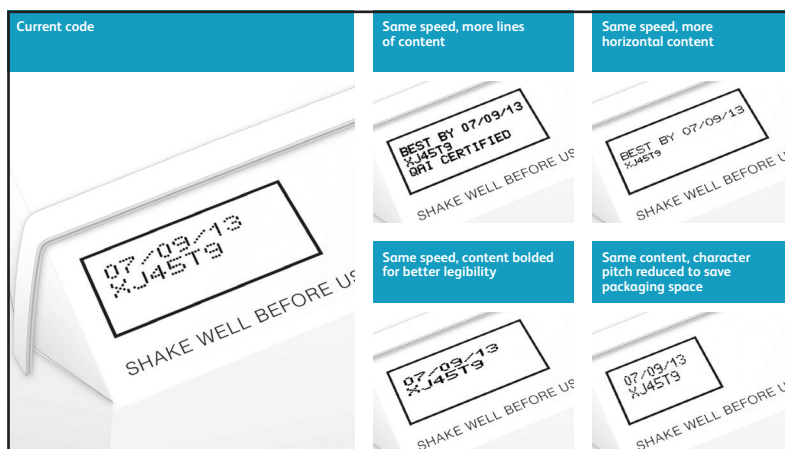 Current code
07/09/13
XJ45T9
SHAKE WELL BEFORE US
Same speed, more lines
of content
BEST BY 07/09/13
XJ45T9
QAI CERTIFIED
SHAKE WELL BEFORE US
Same speed, more
horizontal content
BEST BY 07/09/13
XJ45T9
SHAKE WELL BEFORE U
Same speed, content bolded
for better legibility
07/09/13
XJ45T9
SHAKE WELL BEFORE US
Same content, character
pitch reduced to save
packaging space
07/09/13
XJ45T9
SHAKE WELL BEFORE U